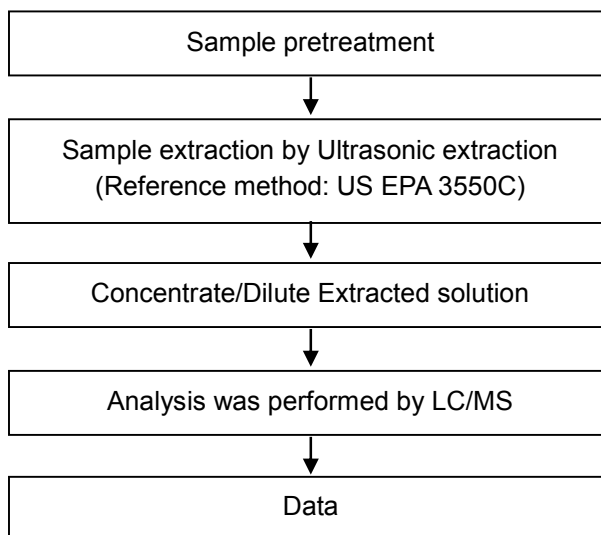 Sample pretreatment
Sample extraction by Ultrasonic extraction
(Reference method: US EPA 3550C)
Concentrate/Dilute Extracted solution
Analysis was performed by LC/MS
Data